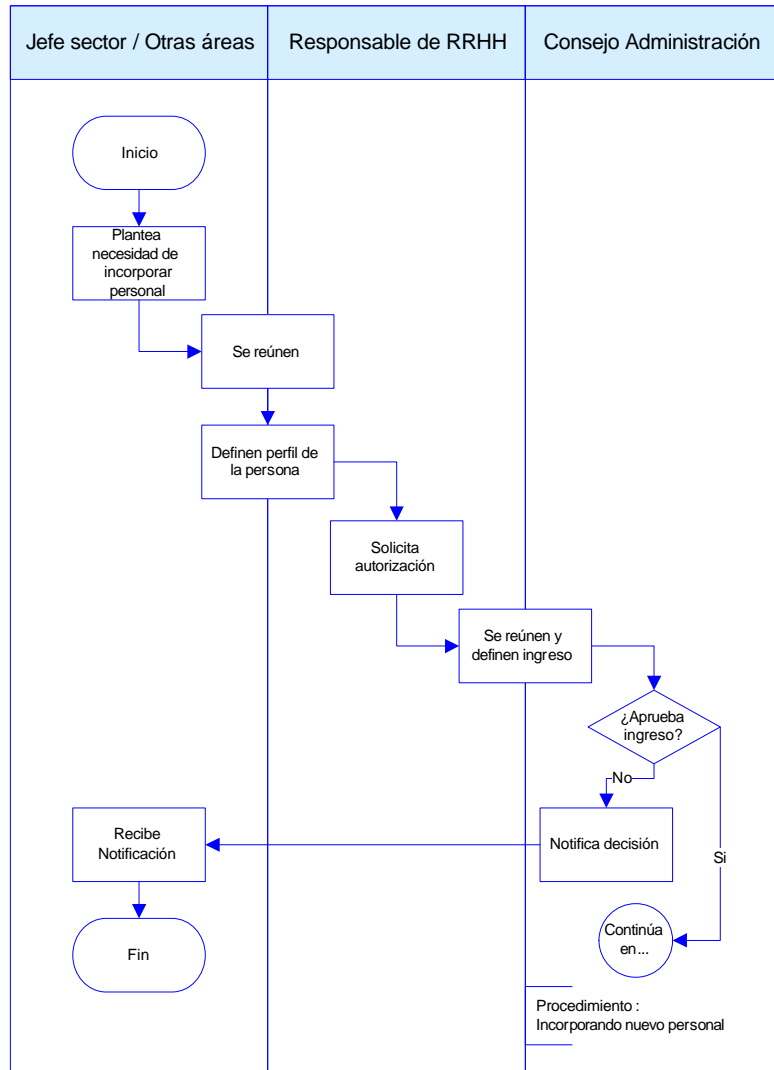 Jefe sector / Otras áreas
Responsable de RRHH
Consejo Administración
Inicio
Plantea
necesidad de
incorporar
personal
Se reúnen
Definen perfil de
la persona
Solicita
autorización
Se reúnen y
definen ingreso
¿Aprueba
ingreso?
No
Recibe
Notificación
Notifica decisión
Si
Fin
Continúa
en...
Procedimiento :
Incorporando nuevo personal